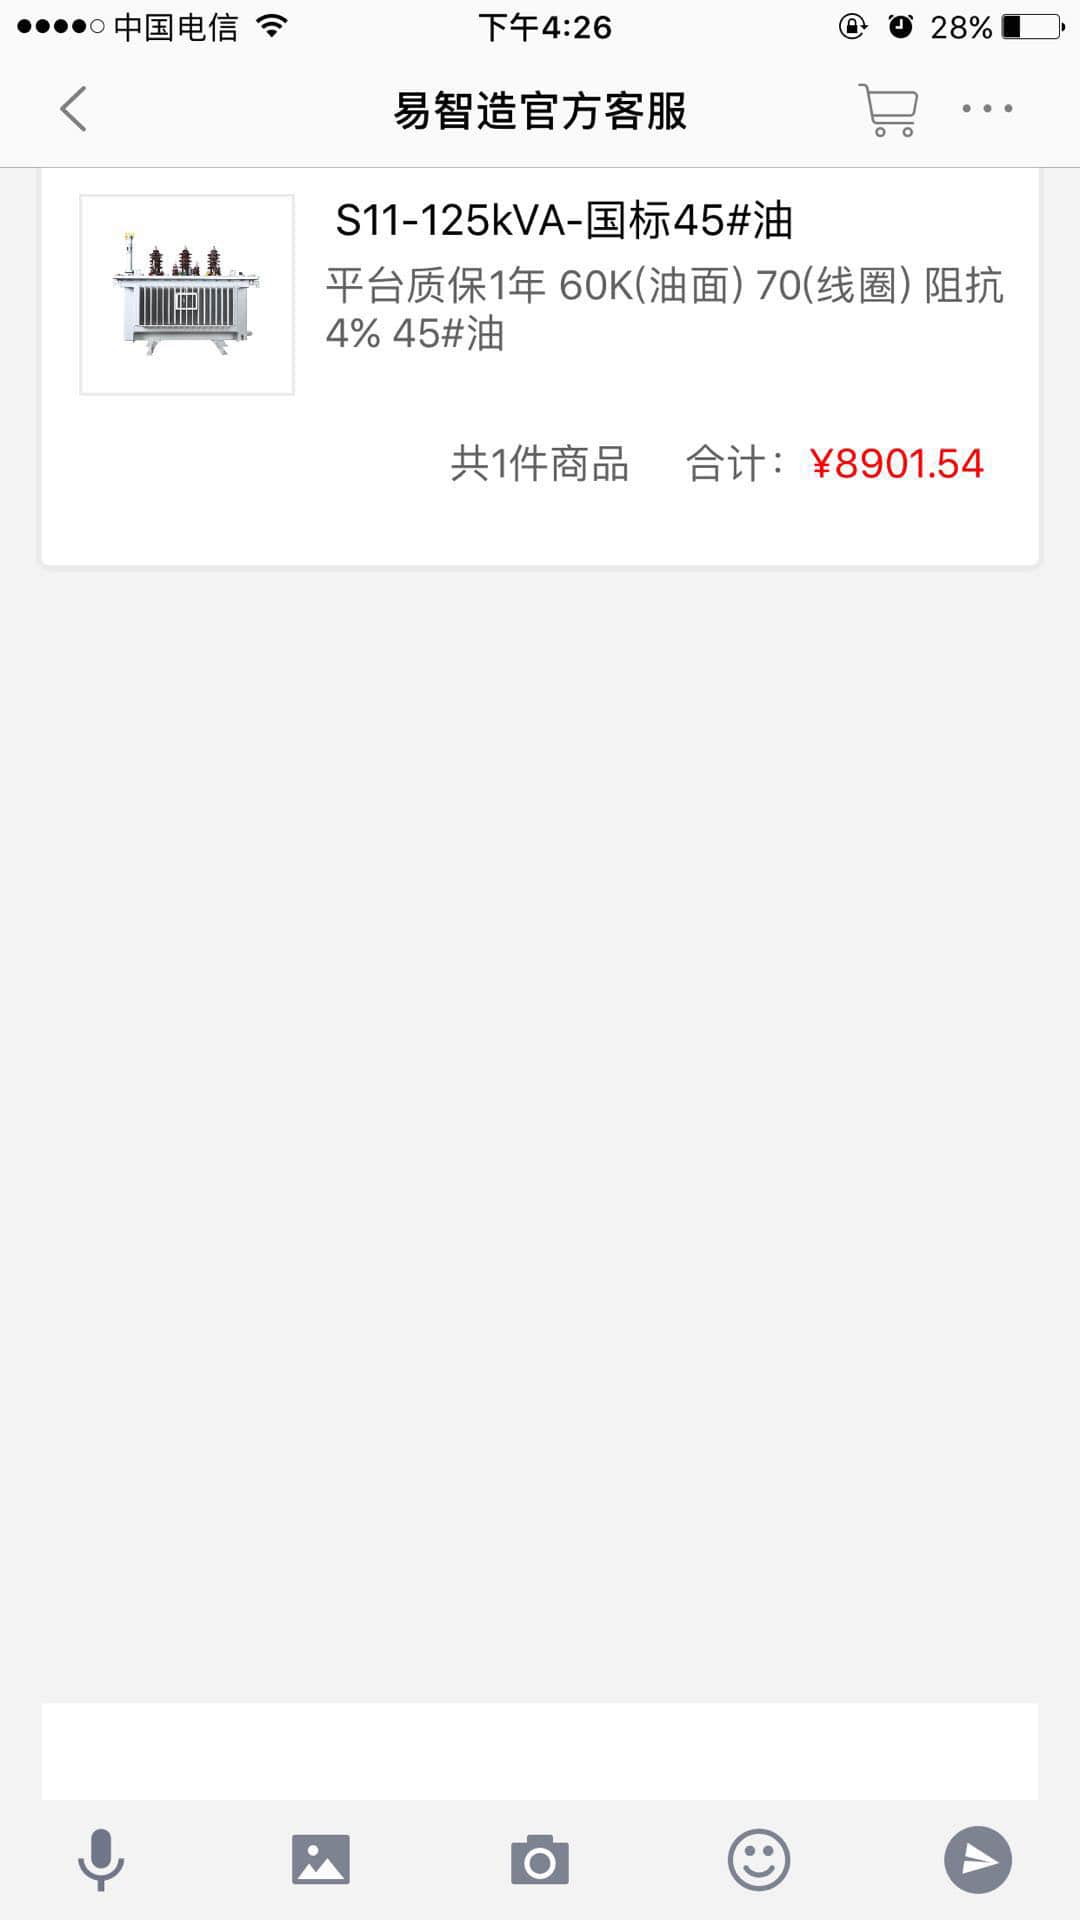 中国电信 下午4:26 28%
易智造官方客服
S11-125kVA-国标45#油
平台质保1年 60K(油面) 70(线圈) 阻抗
4% 45#油
共1件商品 合计：¥8901.54